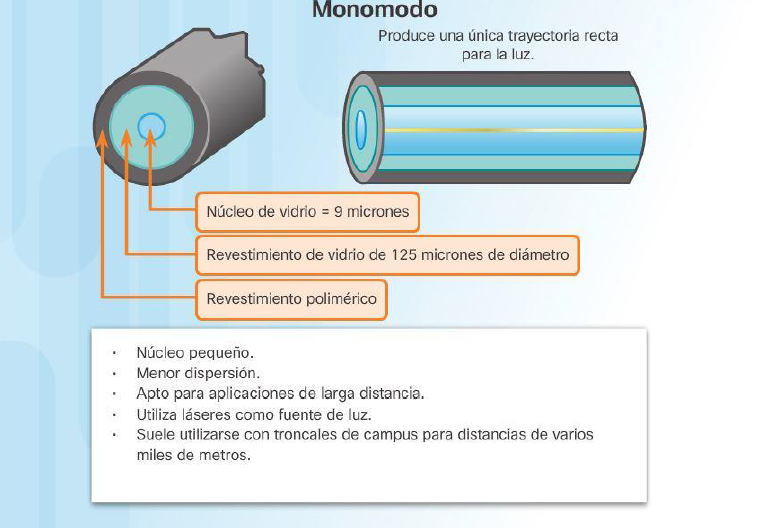 Monomodo
Produce una única trayectoria recta
para la luz.
Núcleo de vidrio = 9 micrones
Revestimiento de vidrio de 125 micrones de diámetro
Revestimiento polimérico
· Núcleo pequeño.
· Menor dispersión.
· Apto para aplicaciones de larga distancia.
· Utiliza láseres como fuente de luz.
· Suele utilizarse con troncales de campus para distancias de varios
miles de metros.